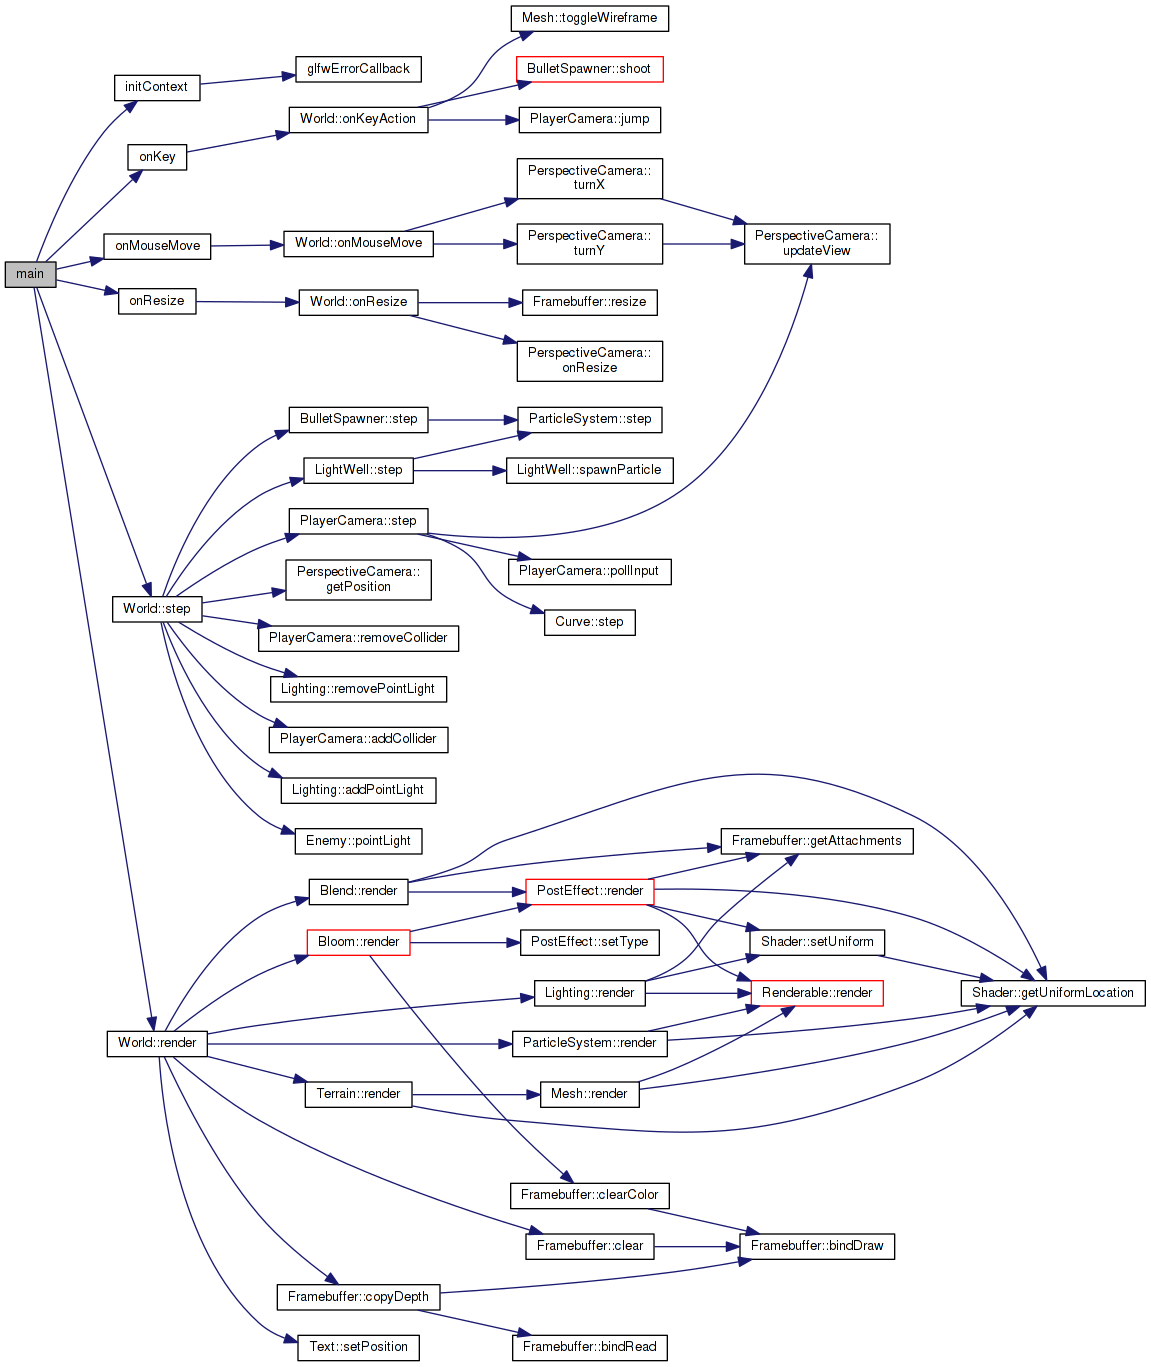 Mesh::toggleWireframe
glfwErrorCallback
BulletSpawner::shoot
initContext
World::onKeyAction
PlayerCamera::jump
onKey
PerspectiveCamera::
turnX
onMouseMove
World::onMouseMove
PerspectiveCamera::
turnY
PerspectiveCamera::
updateView
main
onResize
World::onResize
Framebuffer::resize
PerspectiveCamera::
onResize
BulletSpawner::step
ParticleSystem::step
LightWell::step
LightWell::spawnParticle
PlayerCamera::step
PlayerCamera::pollInput
PerspectiveCamera::
getPosition
World::step
Curve::step
PlayerCamera::removeCollider
Lighting::removePointLight
PlayerCamera::addCollider
Lighting::addPointLight
Enemy::pointLight
Framebuffer::getAttachments
Blend::render
PostEffect::render
Bloom::render
PostEffect::setType
Shader::setUniform
Lighting::render
Renderable::render
Shader::getUniformLocation
World::render
ParticleSystem::render
Terrain::render
Mesh::render
Framebuffer::clearColor
Framebuffer::clear
Framebuffer::bindDraw
Framebuffer::copyDepth
Text::setPosition
Framebuffer::bindRead